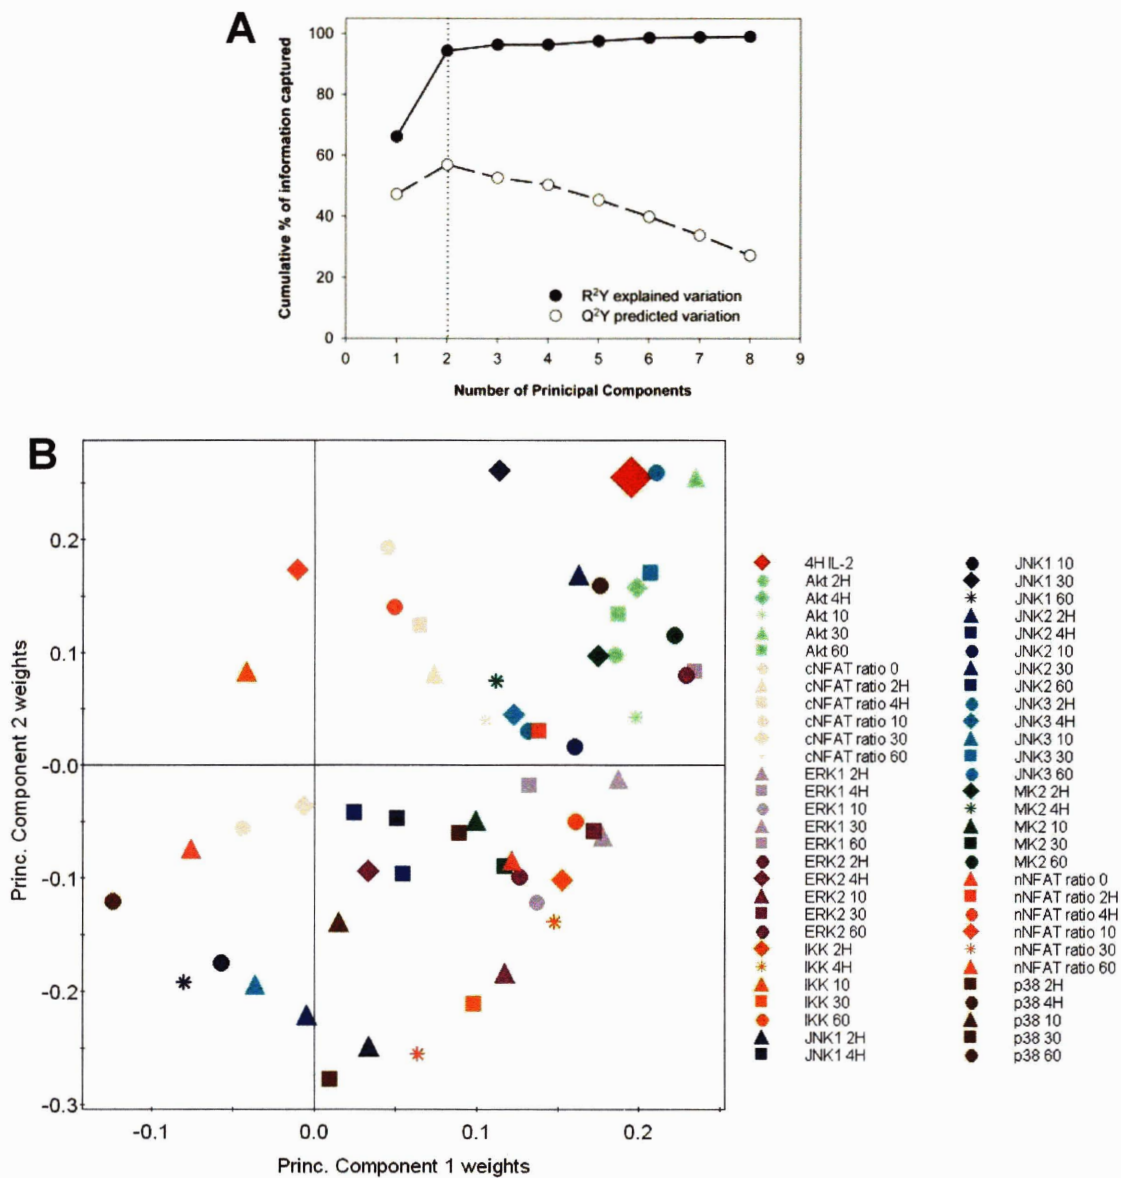 A
100
80
60
40
20
0
Cumulative % of information captured
R²Y explained variation
Q²Y predicted variation
0 1 2 3 4 5 6 7 8 9
Number of Prinicipal Components
B
0.2
0.1
-0.0
-0.1
-0.2
-0.3
Princ. Component 2 weights
-0.1 0.0 0.1 0.2
Princ. Component 1 weights
4H IL-2
Akt 2H
Akt 4H
Akt 10
Akt 30
Akt 60
cNFAT ratio 0
cNFAT ratio 2H
cNFAT ratio 4H
cNFAT ratio 10
cNFAT ratio 30
cNFAT ratio 60
ERK1 2H
ERK1 4H
ERK1 10
ERK1 30
ERK1 60
ERK2 2H
ERK2 4H
ERK2 10
ERK2 30
ERK2 60
IKK 2H
IKK 4H
IKK 10
IKK 30
IKK 60
JNK1 2H
JNK1 4H
JNK1 10
JNK1 30
JNK1 60
JNK2 2H
JNK2 4H
JNK2 10
JNK2 30
JNK2 60
JNK3 2H
JNK3 4H
JNK3 10
JNK3 30
JNK3 60
MK2 2H
MK2 4H
MK2 10
MK2 30
MK2 60
nNFAT ratio 0
nNFAT ratio 2H
nNFAT ratio 4H
nNFAT ratio 10
nNFAT ratio 30
nNFAT ratio 60
p38 2H
p38 4H
p38 10
p38 30
p38 60